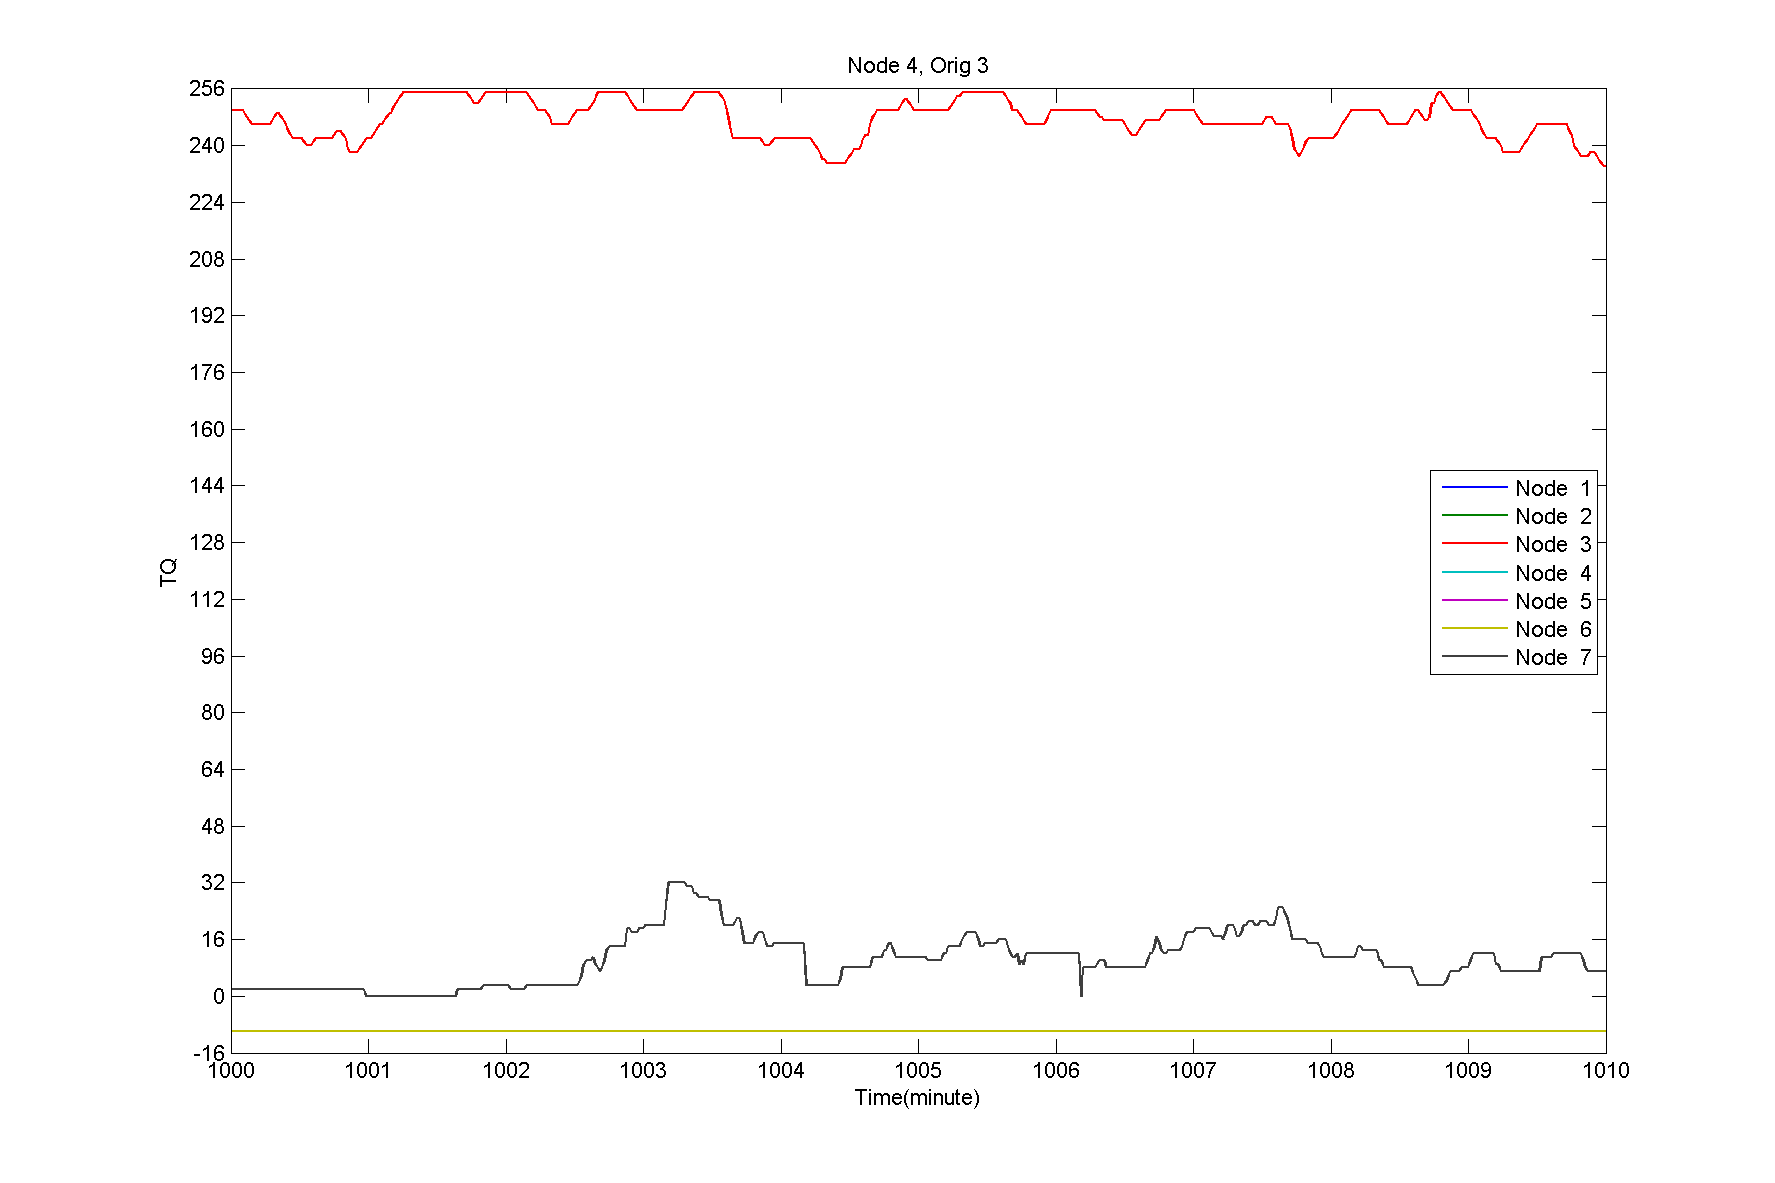 Node 4, Orig 3
256
240
224
208
192
176
160
144
128
112
96
80
64
48
32
16
0
-16
TQ
Node 1
Node 2
Node 3
Node 4
Node 5
Node 6
Node 7
1000 1001 1002 1003 1004 1005 1006 1007 1008 1009 1010
Time(minute)